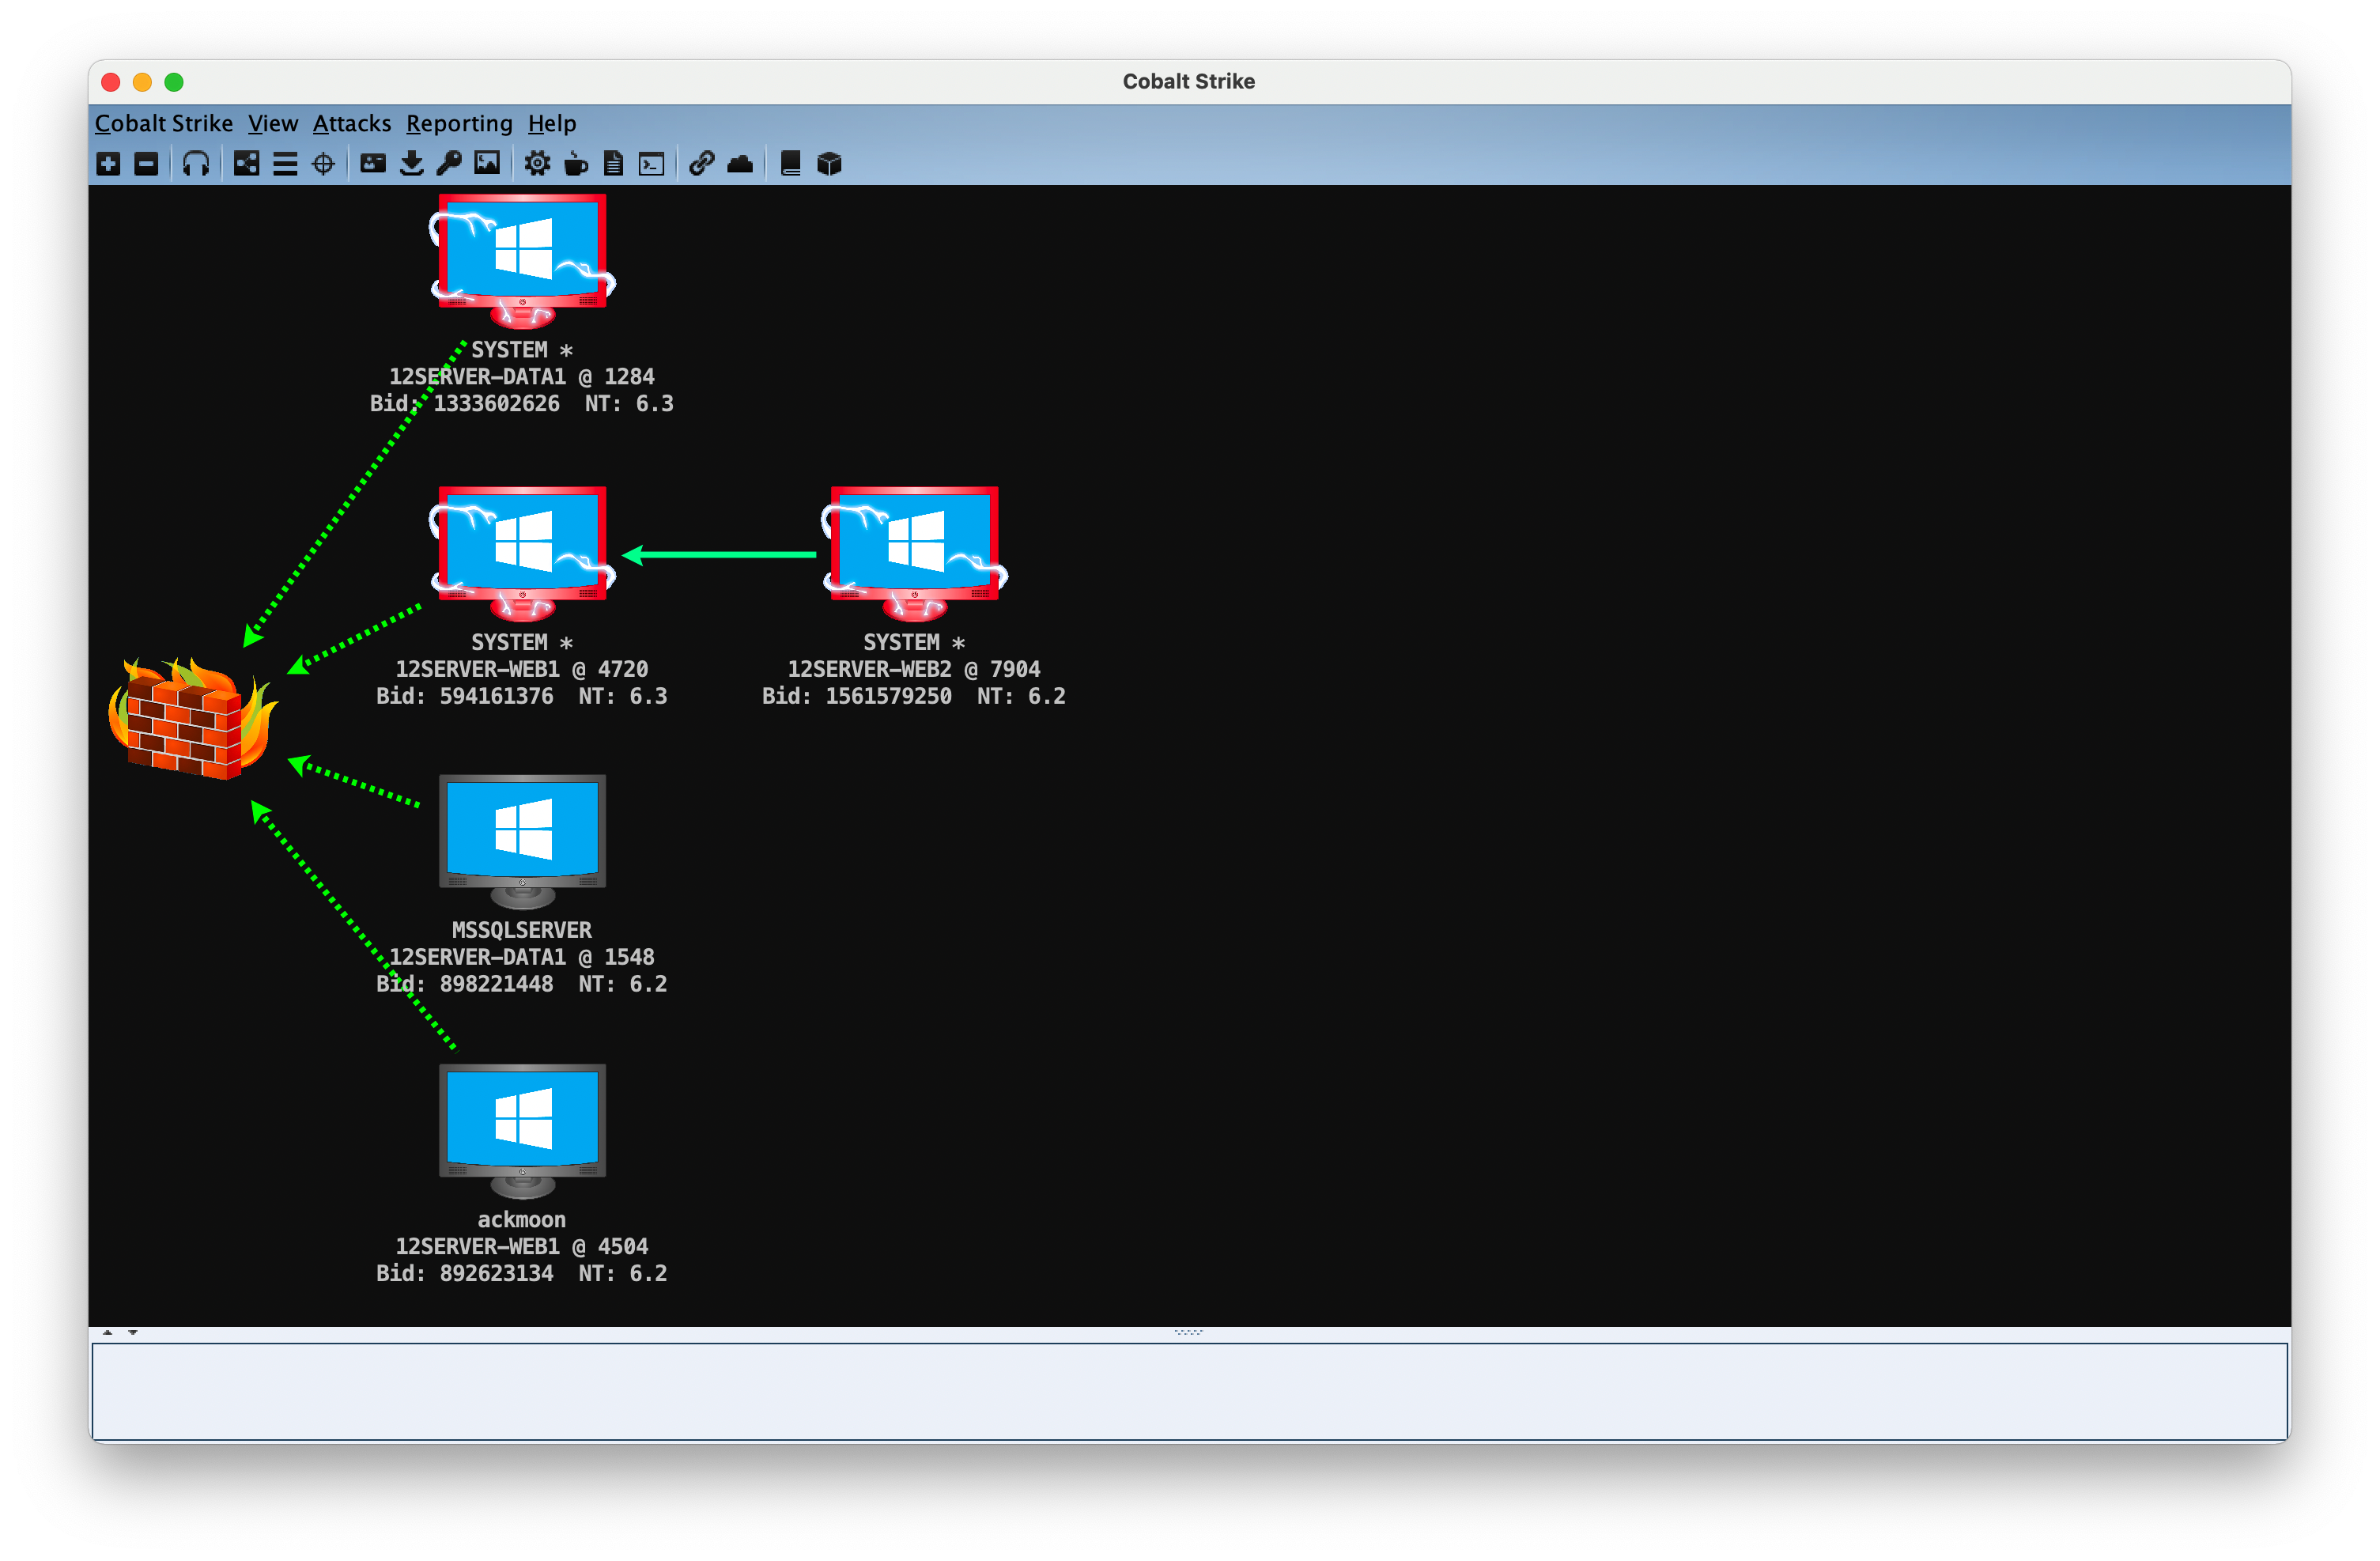 Cobalt Strike
Cobalt Strike View Attacks Reporting Help
SYSTEM *
12SERVER-DATA1 @ 1284
Bid: 1333602626 NT: 6.3
SYSTEM *
12SERVER-WEB1 @ 4720
Bid: 594161376 NT: 6.3
SYSTEM *
12SERVER-WEB2 @ 7904
Bid: 1561579250 NT: 6.2
MSSQLSERVER
12SERVER-DATA1 @ 1548
Bid: 898221448 NT: 6.2
ackmoon
12SERVER-WEB1 @ 4504
Bid: 892623134 NT: 6.2